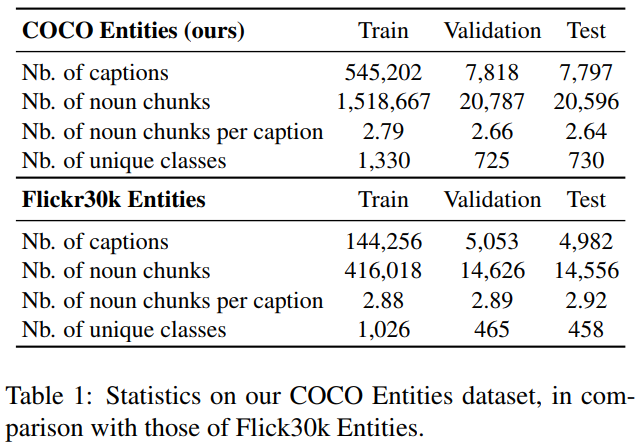 COCO Entities (ours) Train Validation Test
Nb. of captions 545,202 7,818 7,797
Nb. of noun chunks 1,518,667 20,787 20,596
Nb. of noun chunks per caption 2.79 2.66 2.64
Nb. of unique classes 1,330 725 730
Flickr30k Entities Train Validation Test
Nb. of captions 144,256 5,053 4,982
Nb. of noun chunks 416,018 14,626 14,556
Nb. of noun chunks per caption 2.88 2.89 2.92
Nb. of unique classes 1,026 465 458
Table 1: Statistics on our COCO Entities dataset, in com-
parison with those of Flick30k Entities.